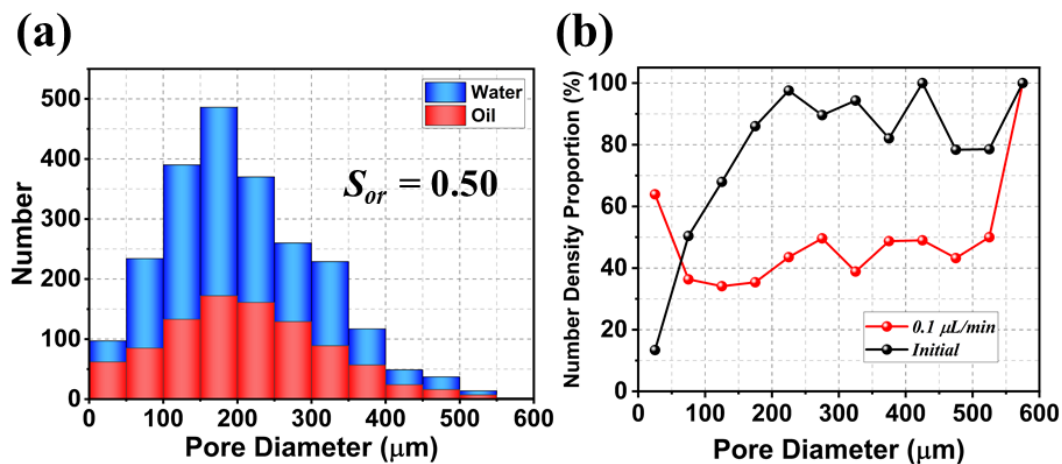 (a)
Number
500
400
300
200
100
0
Water
Oil
S_or = 0.50
0 100 200 300 400 500 600
Pore Diameter (μm)
(b)
Number Density Proportion (%)
100
80
60
40
20
0
0.1 μL/min
Initial
0 100 200 300 400 500 600
Pore Diameter (μm)